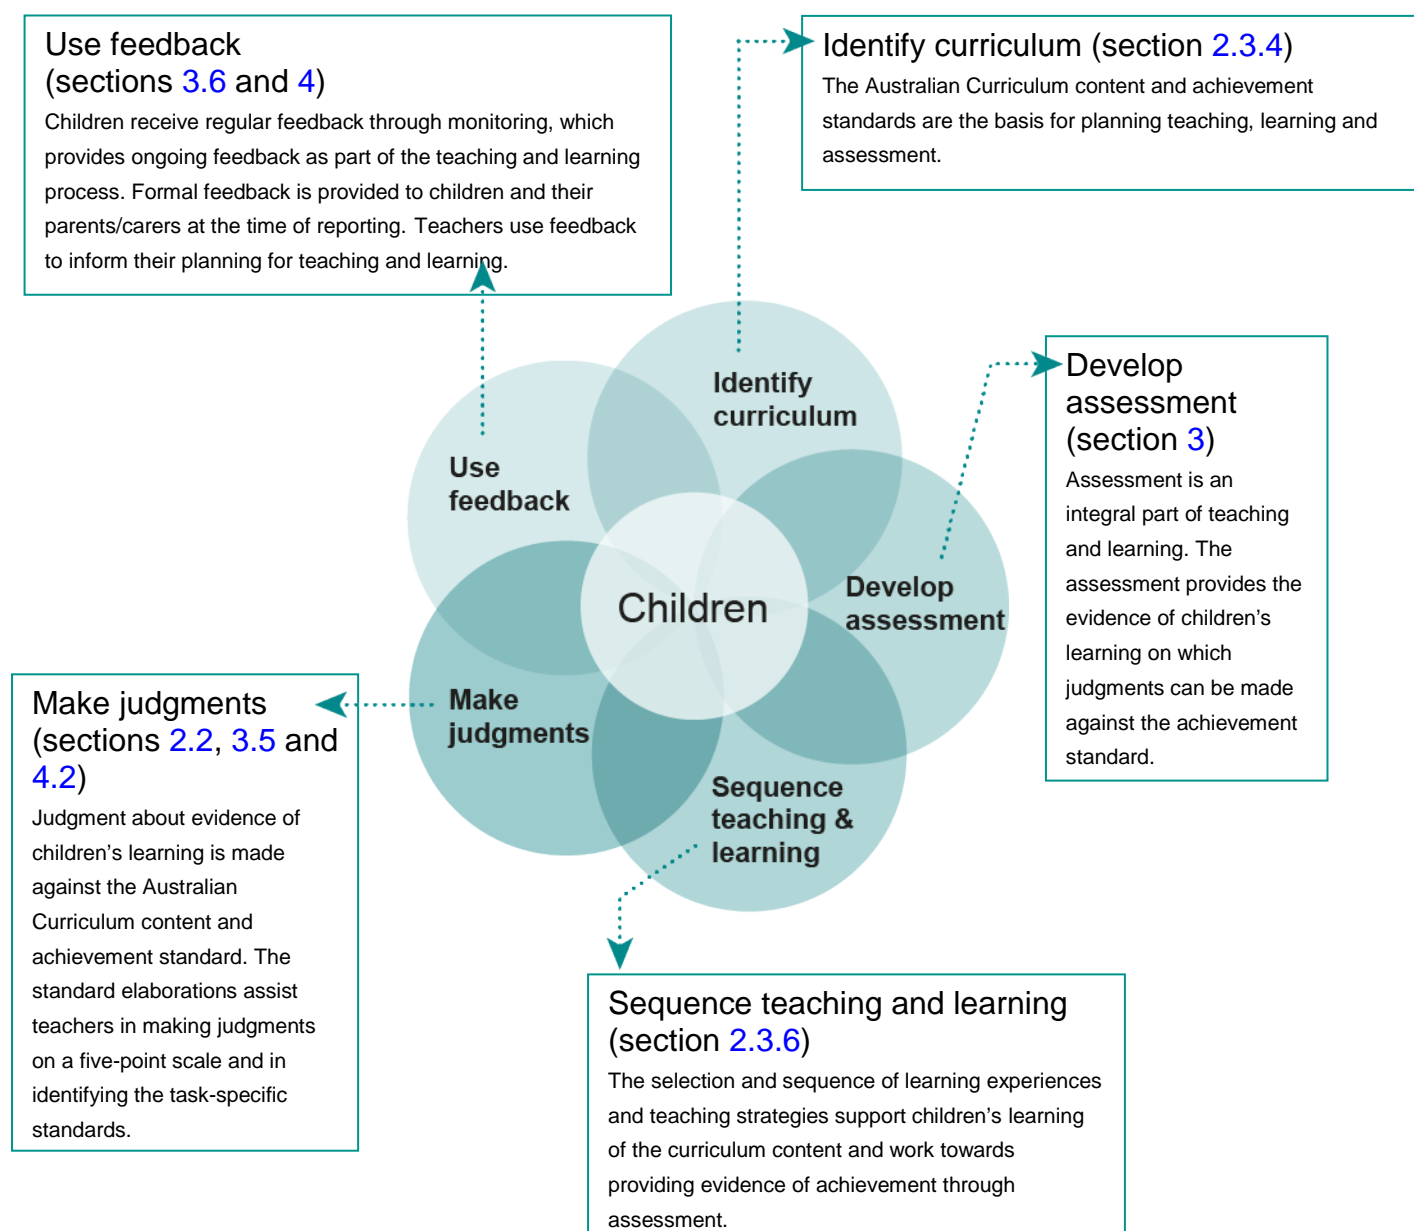 Use feedback
(sections 3.6 and 4)
Children receive regular feedback through monitoring, which
provides ongoing feedback as part of the teaching and learning
process. Formal feedback is provided to children and their
parents/carers at the time of reporting. Teachers use feedback
to inform their planning for teaching and learning.
Identify curriculum (section 2.3.4)
The Australian Curriculum content and achievement
standards are the basis for planning teaching, learning and
assessment.
Develop
assessment
(section 3)
Assessment is an
integral part of teaching
and learning. The
assessment provides the
evidence of children’s
learning on which
judgments can be made
against the achievement
standard.
Identify
curriculum
Use
feedback
Children
Develop
assessment
Make
judgments
Sequence
teaching &
learning
Make judgments
(sections 2.2, 3.5 and
4.2)
Judgment about evidence of
children’s learning is made
against the Australian
Curriculum content and
achievement standard. The
standard elaborations assist
teachers in making judgments
on a five-point scale and in
identifying the task-specific
standards.
Sequence teaching and learning
(section 2.3.6)
The selection and sequence of learning experiences
and teaching strategies support children’s learning
of the curriculum content and work towards
providing evidence of achievement through
assessment.